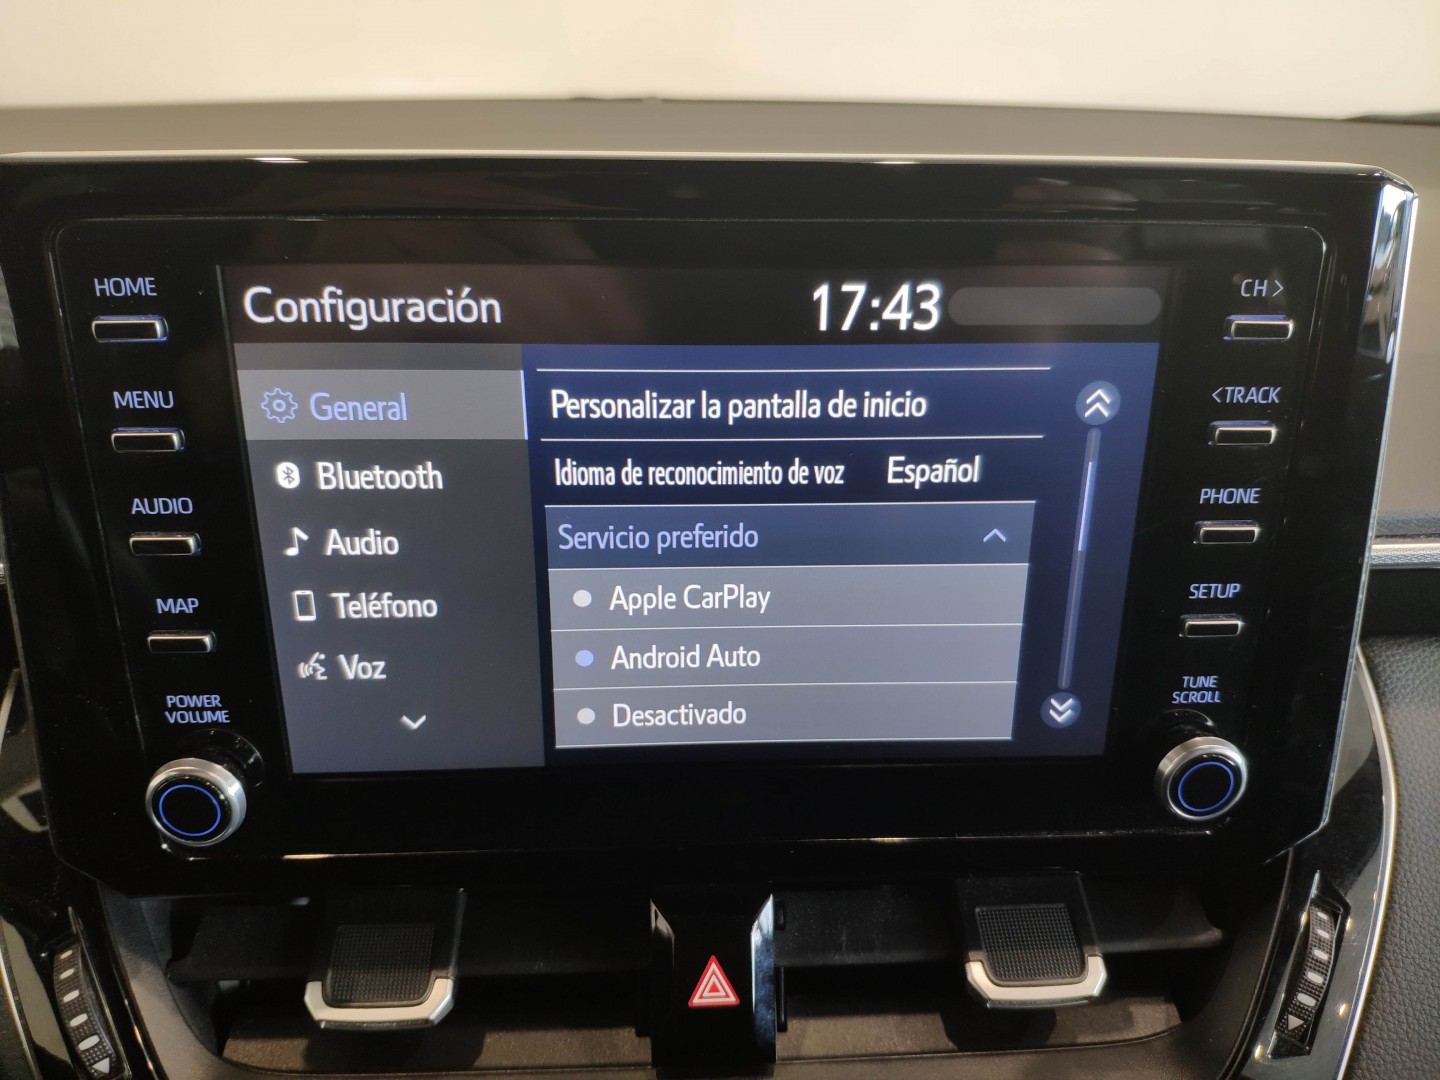 HOME
MENU
AUDIO
MAP
POWER
VOLUME
Configuración
17:43
General
Bluetooth
Audio
Teléfono
Voz
Personalizar la pantalla de inicio
Idioma de reconocimiento de voz Español
Servicio preferido
Apple CarPlay
Android Auto
Desactivado
CH >
< TRACK
PHONE
SETUP
TUNE
SCROLL